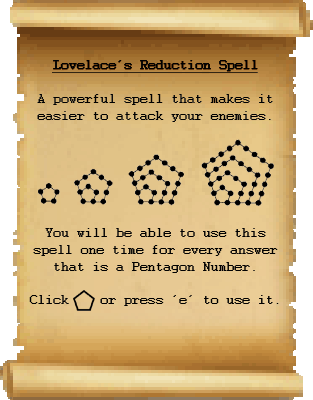 Lovelace´s Reduction Spell
A powerful spell that makes it
easier to attack your enemies.
You will be able to use this
spell one time for every answer
that is a Pentagon Number.
Click or press ´e´ to use it.